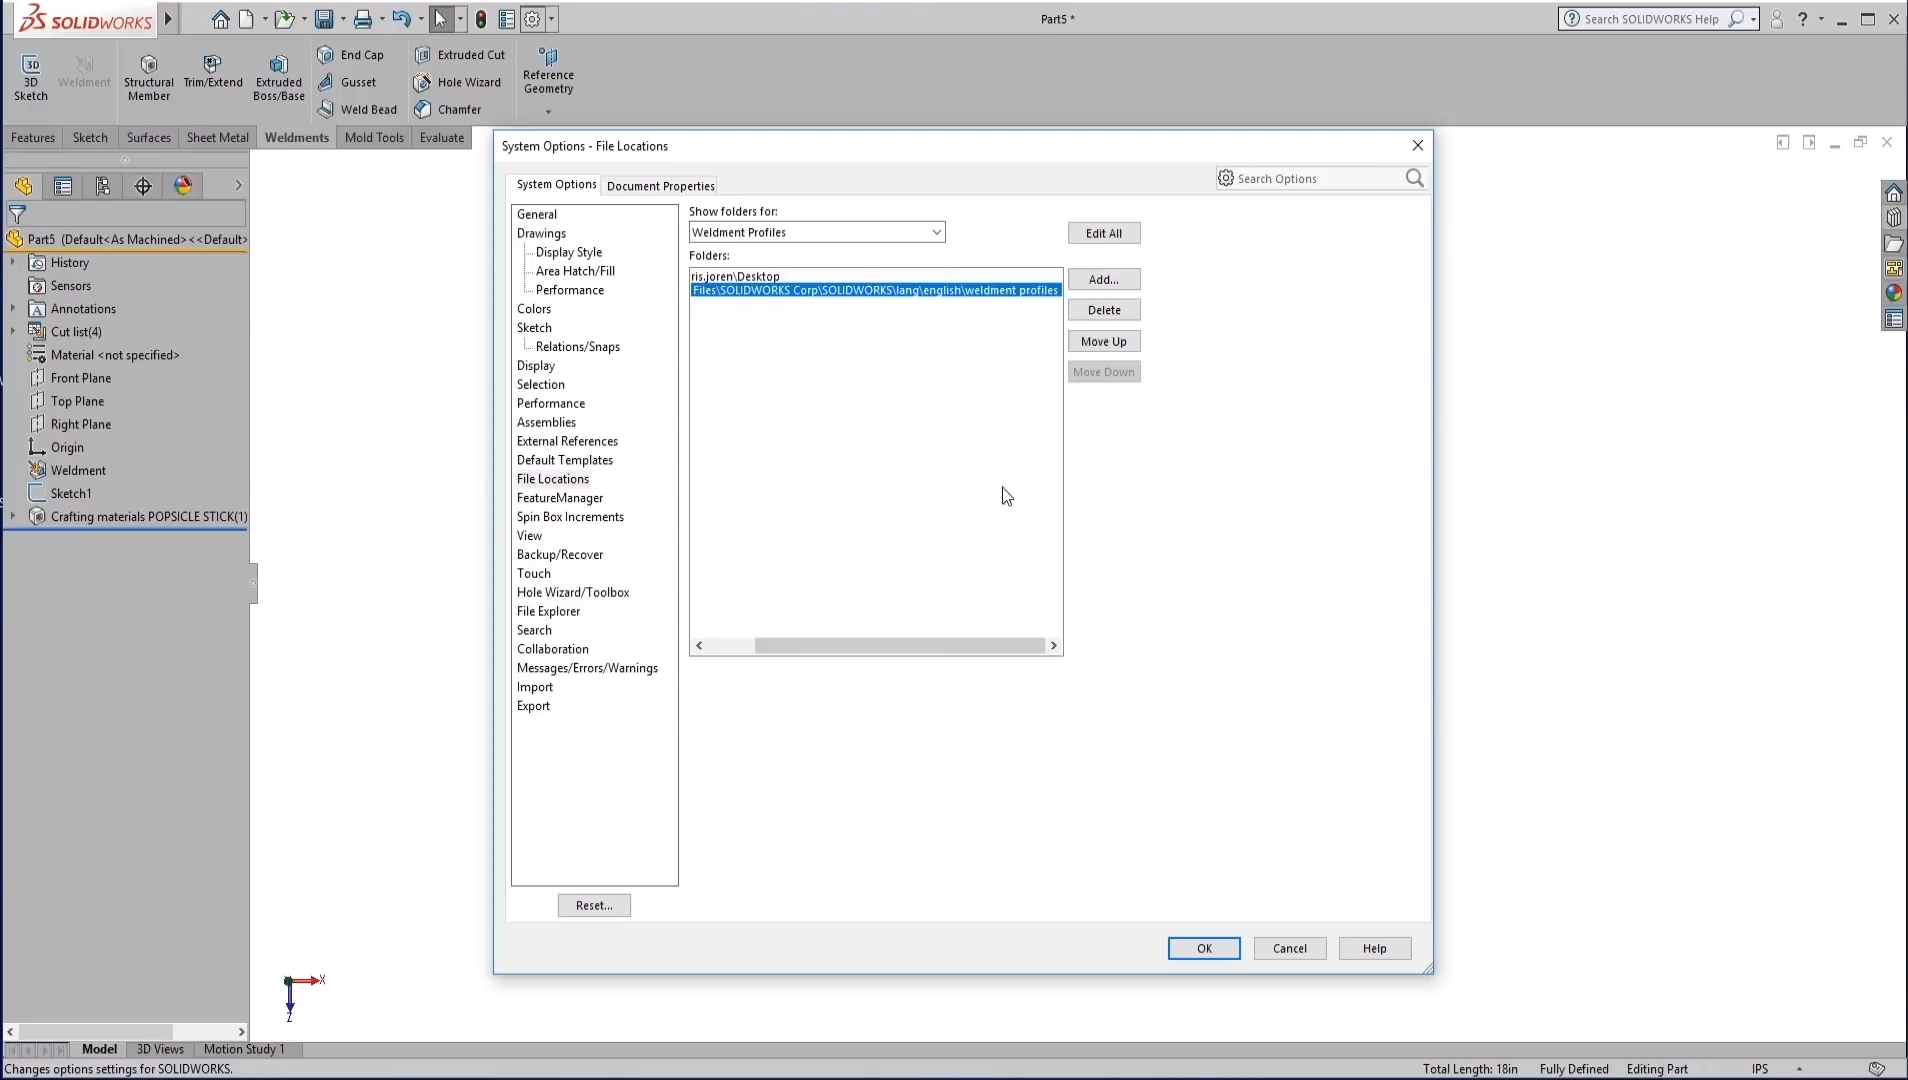 SOLIDWORKS
Part5 *
Search SOLIDWORKS Help
?
3D
3D
Sketch
Weldment
Structural
Member
Trim/Extend
Extruded
Boss/Base
End Cap
Gusset
Weld Bead
Extruded Cut
Hole Wizard
Chamfer
Reference
Geometry
Features
Sketch
Surfaces
Sheet Metal
Weldments
Mold Tools
Evaluate
Part5 (Default<As Machined><<Default>
History
Sensors
Annotations
Cut list(4)
Material <not specified>
Front Plane
Top Plane
Right Plane
Origin
Weldment
Sketch1
Crafting materials POPSICLE STICK(1)
System Options - File Locations
System Options
Document Properties
Search Options
General
Drawings
Display Style
Area Hatch/Fill
Performance
Colors
Sketch
Relations/Snaps
Display
Selection
Performance
Assemblies
External References
Default Templates
File Locations
FeatureManager
Spin Box Increments
View
Backup/Recover
Touch
Hole Wizard/Toolbox
File Explorer
Search
Collaboration
Messages/Errors/Warnings
Import
Export
Reset...
Show folders for:
Weldment Profiles
Folders:
ris.joren\Desktop
Files\SOLIDWORKS Corp\SOLIDWORKS\lang\english\weldment profiles
Edit All
Add...
Delete
Move Up
Move Down
OK
Cancel
Help
X
Z
Model
3D Views
Motion Study 1
Changes options settings for SOLIDWORKS.
Total Length: 18in
Fully Defined
Editing Part
IPS